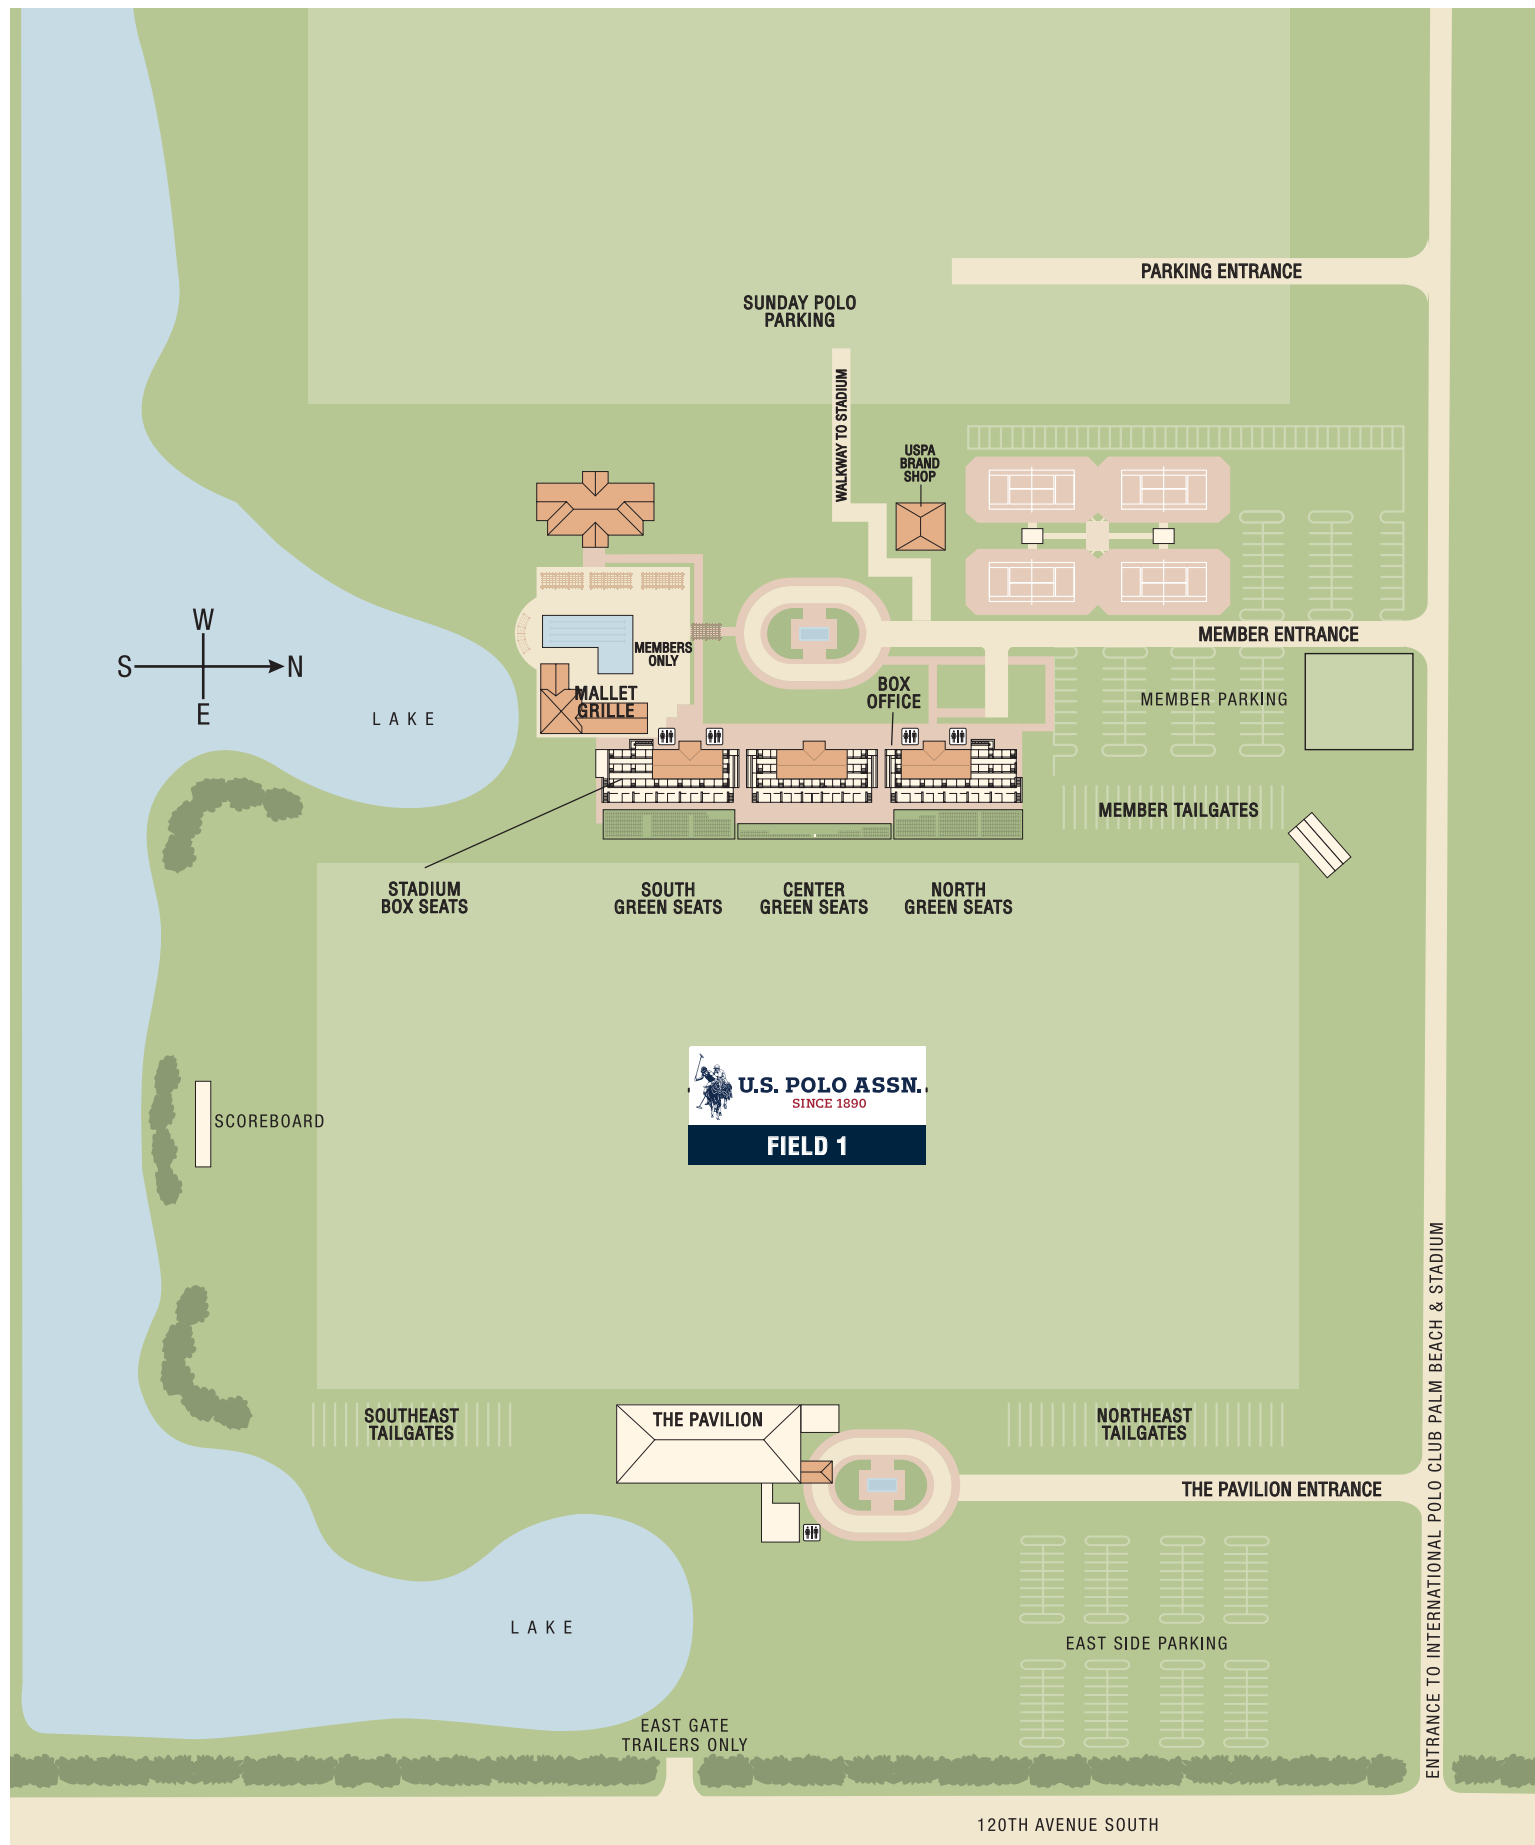 PARKING ENTRANCE
SUNDAY POLO
PARKING
WALKWAY TO STADIUM
USPA
BRAND
SHOP
W
S
N
E
MEMBER ENTRANCE
MEMBERS
ONLY
MALLET
GRILLE
BOX
OFFICE
MEMBER PARKING
LAKE
MEMBER TAILGATES
STADIUM
BOX SEATS
SOUTH
GREEN SEATS
CENTER
GREEN SEATS
NORTH
GREEN SEATS
U.S. POLO ASSN.
SINCE 1890
FIELD 1
SCOREBOARD
SOUTHEAST
TAILGATES
THE PAVILION
NORTHEAST
TAILGATES
THE PAVILION ENTRANCE
ENTRANCE TO INTERNATIONAL POLO CLUB PALM BEACH & STADIUM
LAKE
EAST SIDE PARKING
EAST GATE
TRAILERS ONLY
120TH AVENUE SOUTH